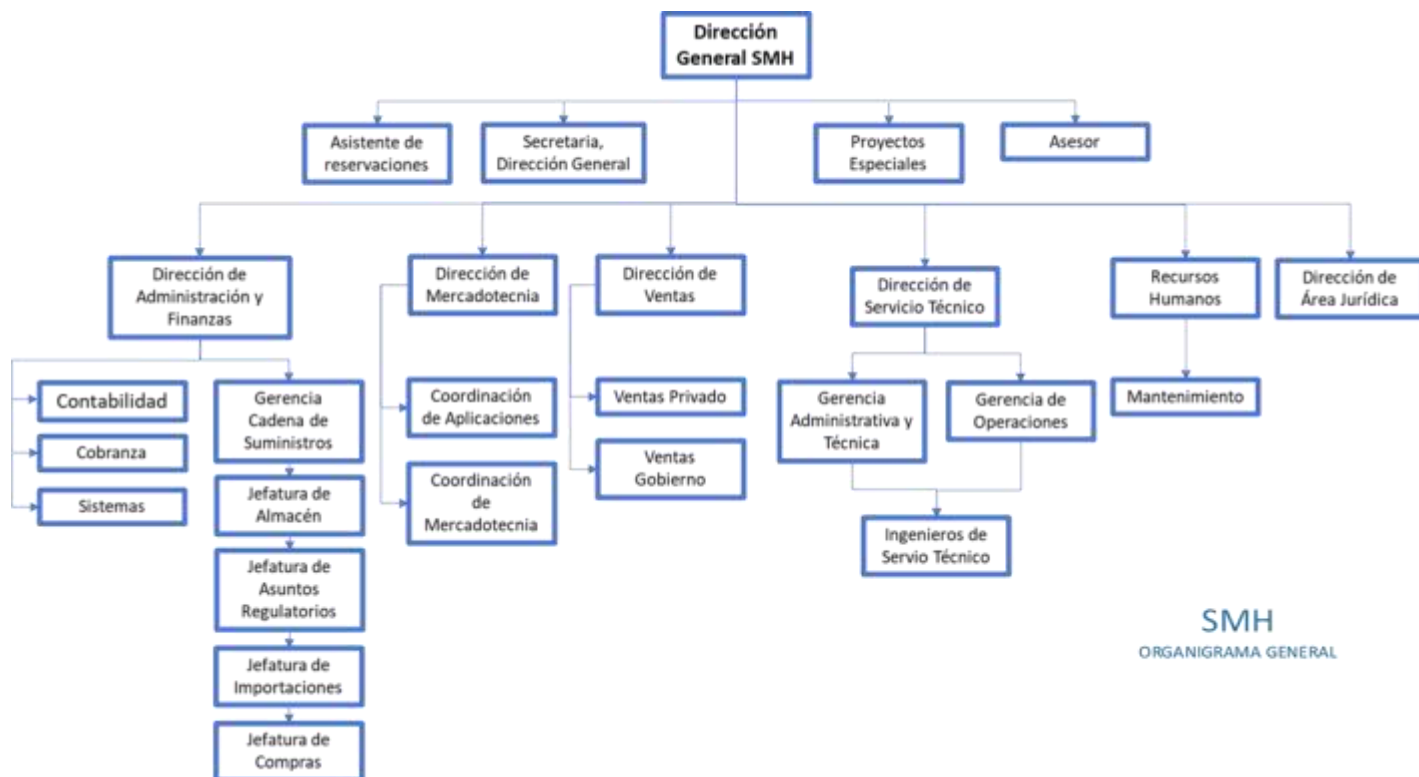 Dirección
General SMH
Asistente de
reservaciones
Secretaria,
Dirección General
Proyectos
Especiales
Asesor
Dirección de
Administración y
Finanzas
Dirección de
Mercadotecnia
Dirección de
Ventas
Dirección de
Servicio Técnico
Recursos
Humanos
Dirección de
Área Jurídica
Contabilidad
Cobranza
Sistemas
Gerencia
Cadena de
Suministros
Jefatura de
Almacén
Jefatura de
Asuntos
Regulatorios
Jefatura de
Importaciones
Jefatura de
Compras
Coordinación
de Aplicaciones
Coordinación
de
Mercadotecnia
Ventas Privado
Ventas
Gobierno
Gerencia
Administrativa y
Técnica
Gerencia de
Operaciones
Ingenieros de
Servio Técnico
Mantenimiento
SMH
ORGANIGRAMA GENERAL